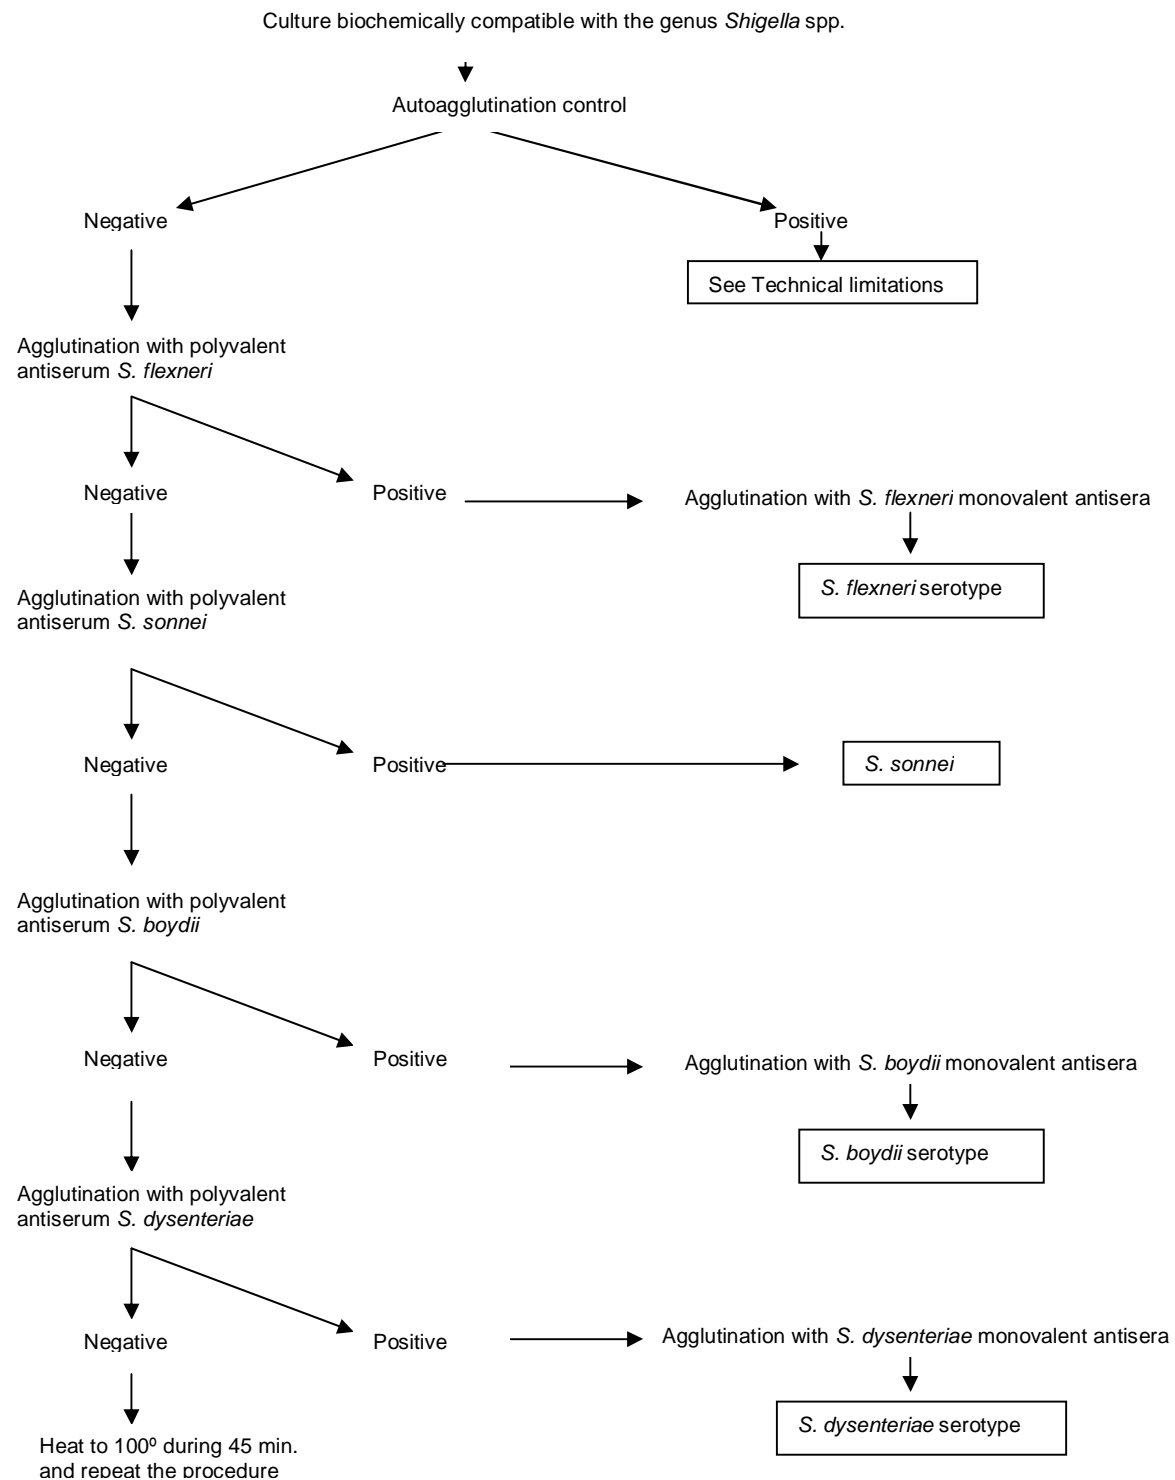 Culture biochemically compatible with the genus Shigella spp.
Autoagglutination control
Negative
Positive
See Technical limitations
Agglutination with polyvalent
antiserum S. flexneri
Negative
Positive
Agglutination with S. flexneri monovalent antisera
S. flexneri serotype
Agglutination with polyvalent
antiserum S. sonnei
Negative
Positive
S. sonnei
Agglutination with polyvalent
antiserum S. boydii
Negative
Positive
Agglutination with S. boydii monovalent antisera
S. boydii serotype
Agglutination with polyvalent
antiserum S. dysenteriae
Negative
Positive
Agglutination with S. dysenteriae monovalent antisera
S. dysenteriae serotype
Heat to 100º during 45 min.
and repeat the procedure